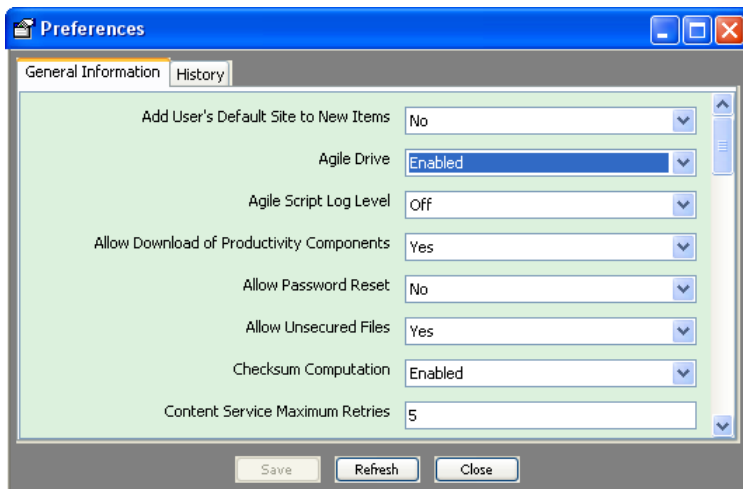 Preferences
General Information History
Add User's Default Site to New Items No
Agile Drive Enabled
Agile Script Log Level Off
Allow Download of Productivity Components Yes
Allow Password Reset No
Allow Unsecured Files Yes
Checksum Computation Enabled
Content Service Maximum Retries 5
Save Refresh Close